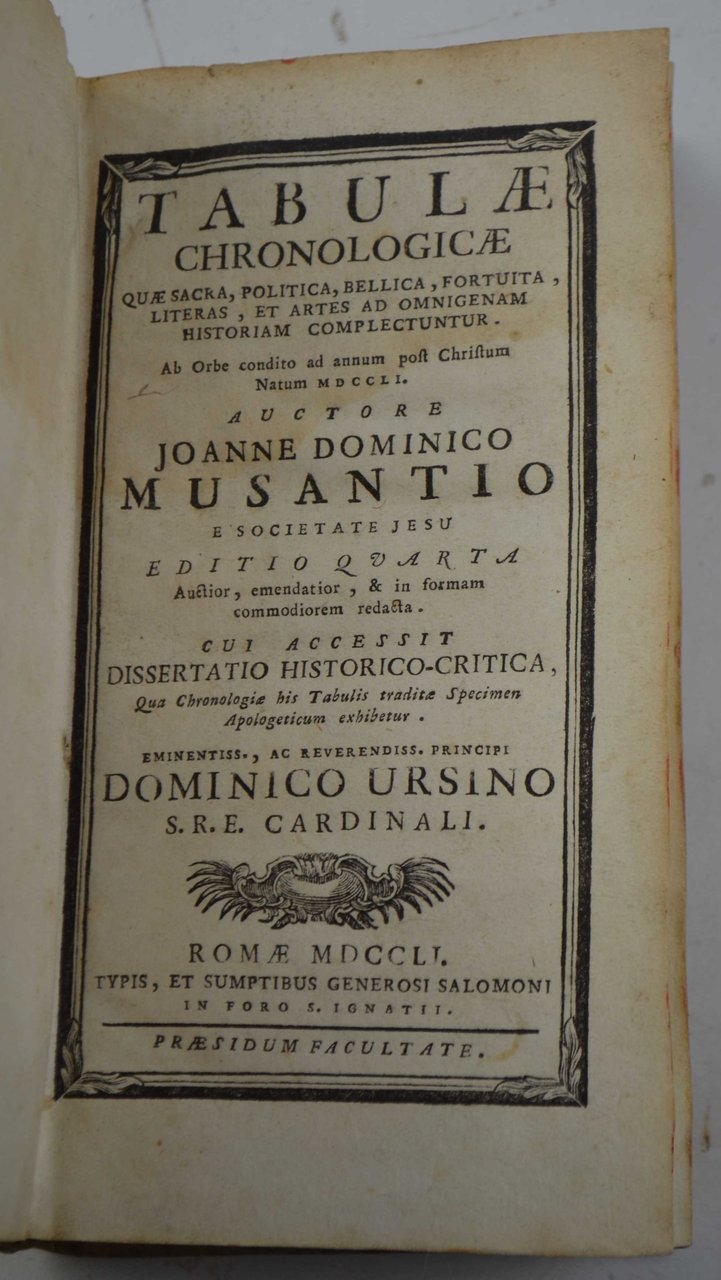 TABULÆ
CHRONOLOGICÆ
QUÆ SACRA, POLITICA, BELLICA, FORTUITA,
LITERAS, ET ARTES AD OMNIGENAM
HISTORIAM COMPLECTUNTUR.
Ab Orbe condito ad annum poſt Chriſtum
Natum MDCCLI.
AUCTORE
JOANNE DOMINICO
MUSANTIO
E SOCIETATE JESU
EDITIO QVARTA
Auctior, emendatior, & in formam
commodiorem redacta.
CUI ACCESSIT
DISSERTATIO HISTORICO-CRITICA,
Qua Chronologiæ his Tabulis traditæ Specimen
Apologeticum exhibetur.
EMINENTISS., AC REVERENDISS. PRINCIPI
DOMINICO URSINO
S.R.E. CARDINALI.
ROMÆ MDCCLI.
TYPIS, ET SUMPTIBUS GENEROSI SALOMONI
IN FORO S. IGNATII.
PRÆSIDUM FACULTATE.